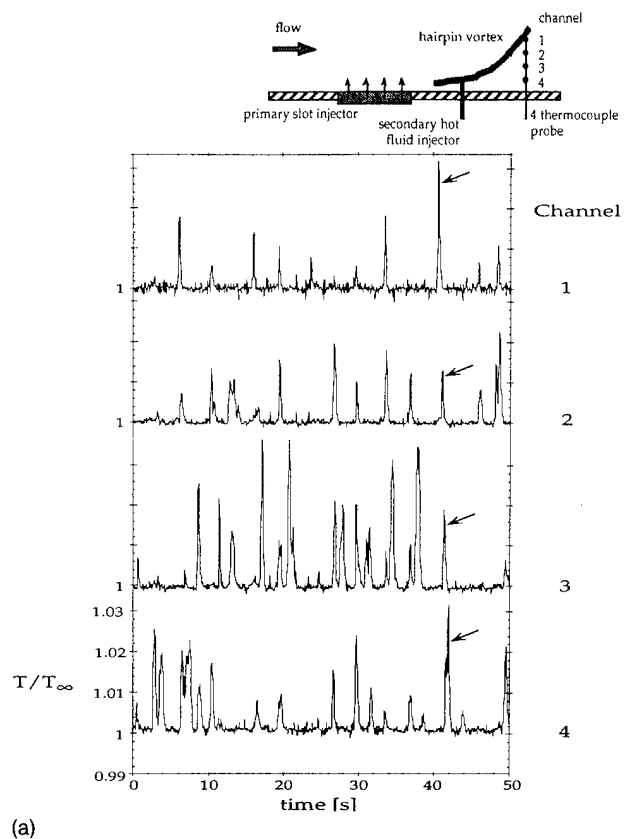 flow
hairpin vortex
channel
1
2
3
4
primary slot injector
secondary hot
fluid injector
4 thermocouple
probe
Channel
1
1
1
2
1
3
1.03
1.02
T/T∞
1.01
1
4
0.99
0
10
20
30
40
50
time [s]
(a)